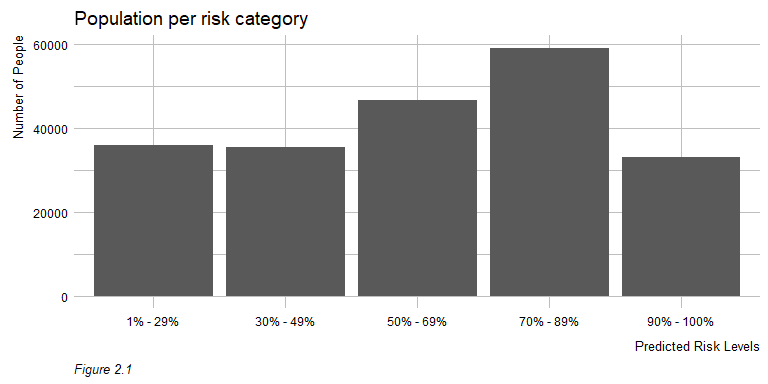 Population per risk category
Number of People
60000
40000
20000
0
1% - 29%
30% - 49%
50% - 69%
70% - 89%
90% - 100%
Predicted Risk Levels
Figure 2.1